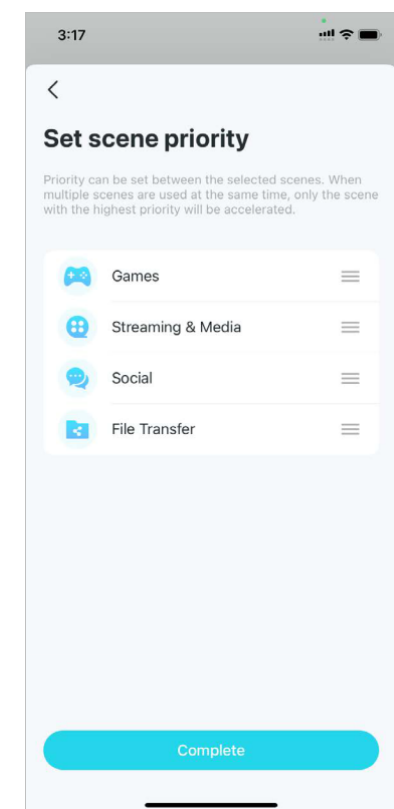 3:17
Set scene priority
Priority can be set between the selected scenes. When
multiple scenes are used at the same time, only the scene
with the highest priority will be accelerated.
Games
Streaming & Media
Social
File Transfer
Complete